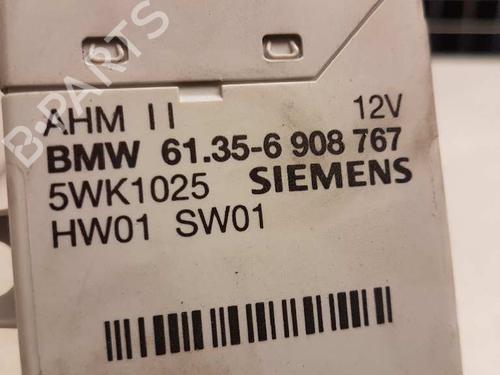 B-PARTS
AHM II 12V
BMW 61.35-6 908 767
5WK1025 SIEMENS
HW01 SW01